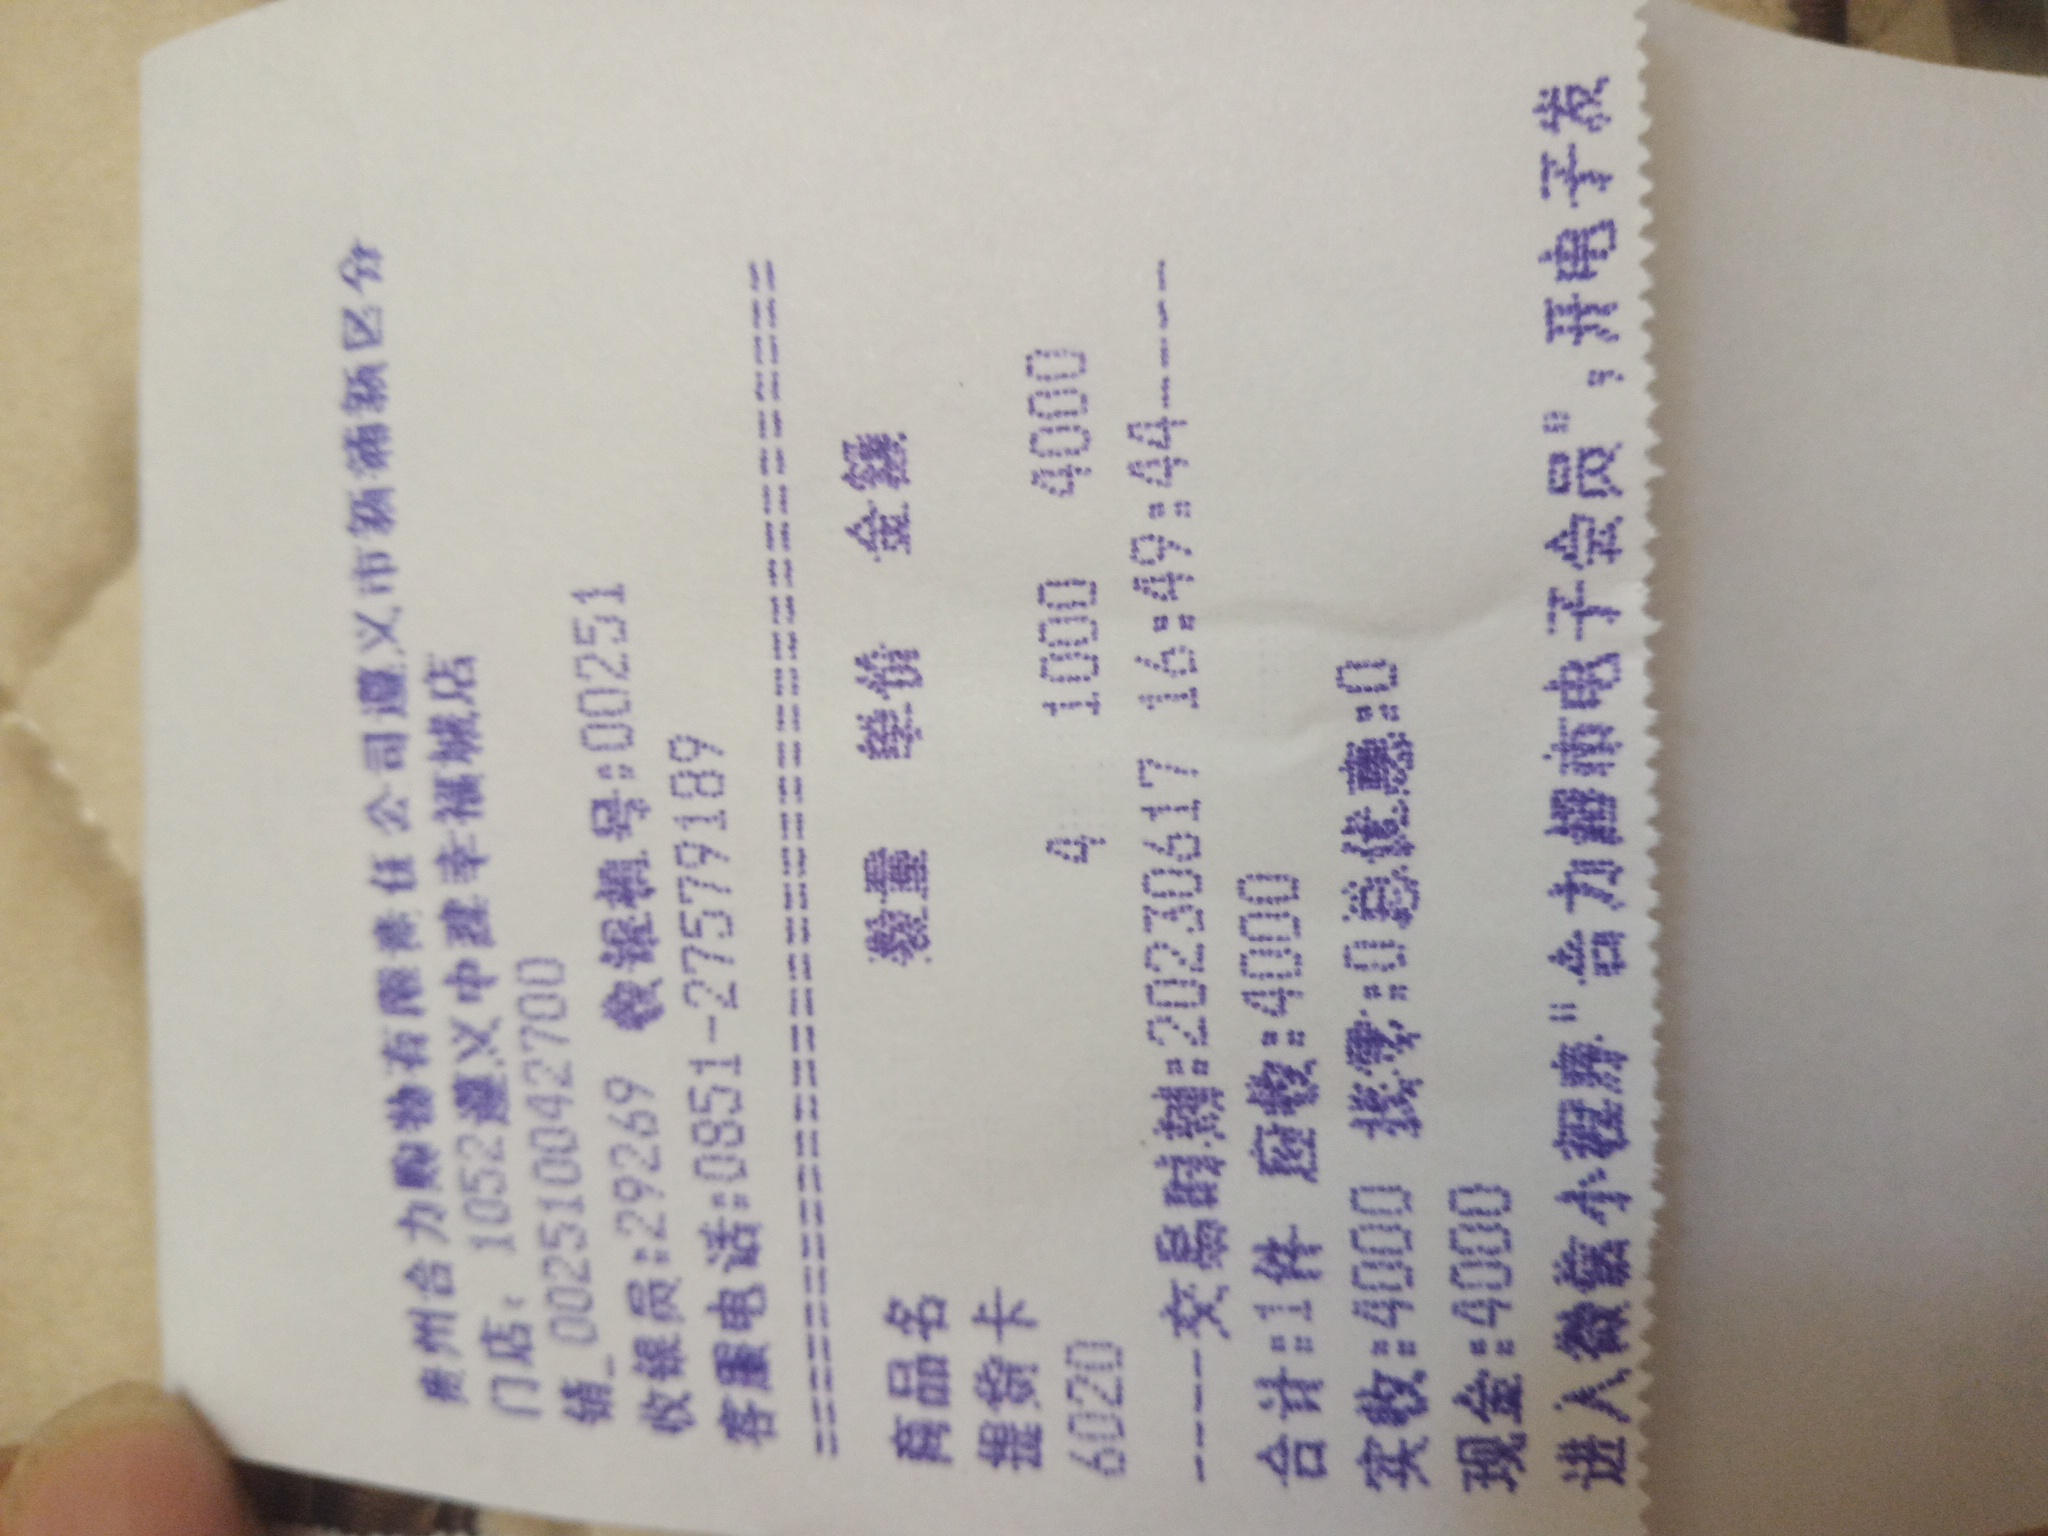 贵州合力购物有限责任公司遵义市新蒲新区分
门店: 1052遵义中建幸福城店
销_002510042700
收银员:29269 收银机号:00251
客服电话:0851-27579189
================================
商品名 数量 单价 金额
提货卡
6020 4 1000 4000
-----交易时辩:20230617 16:49:44-----
合计:1件 应收:4000
实收:4000 找零:0总优惠:0
现金:4000
进入微信小程序"合力超市电子会员",开电子发